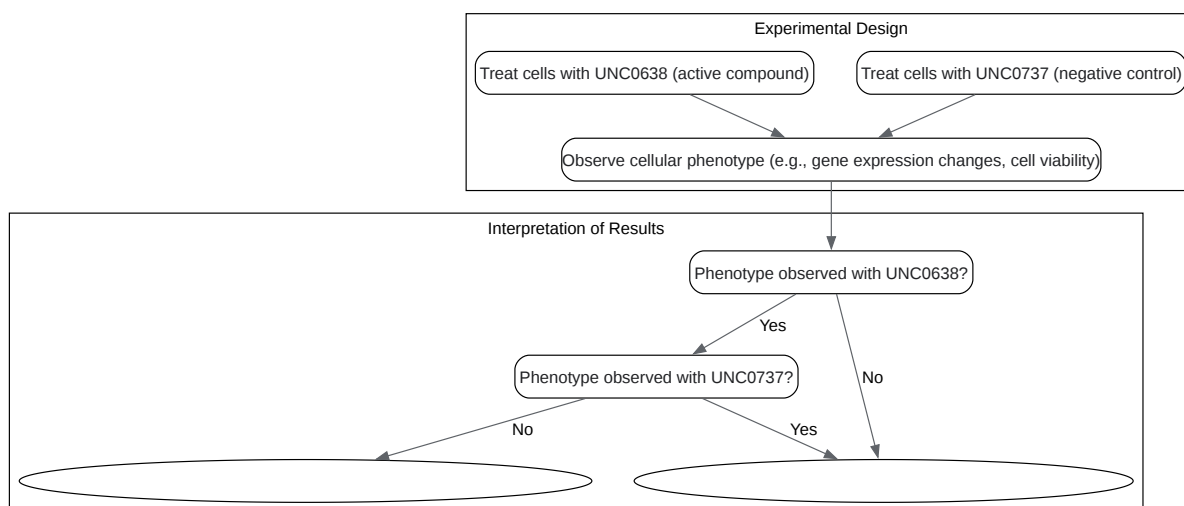 Experimental Design
Treat cells with UNC0638 (active compound)
Treat cells with UNC0737 (negative control)
Observe cellular phenotype (e.g., gene expression changes, cell viability)
Interpretation of Results
Phenotype observed with UNC0638?
Yes
Phenotype observed with UNC0737?
No
No
Yes